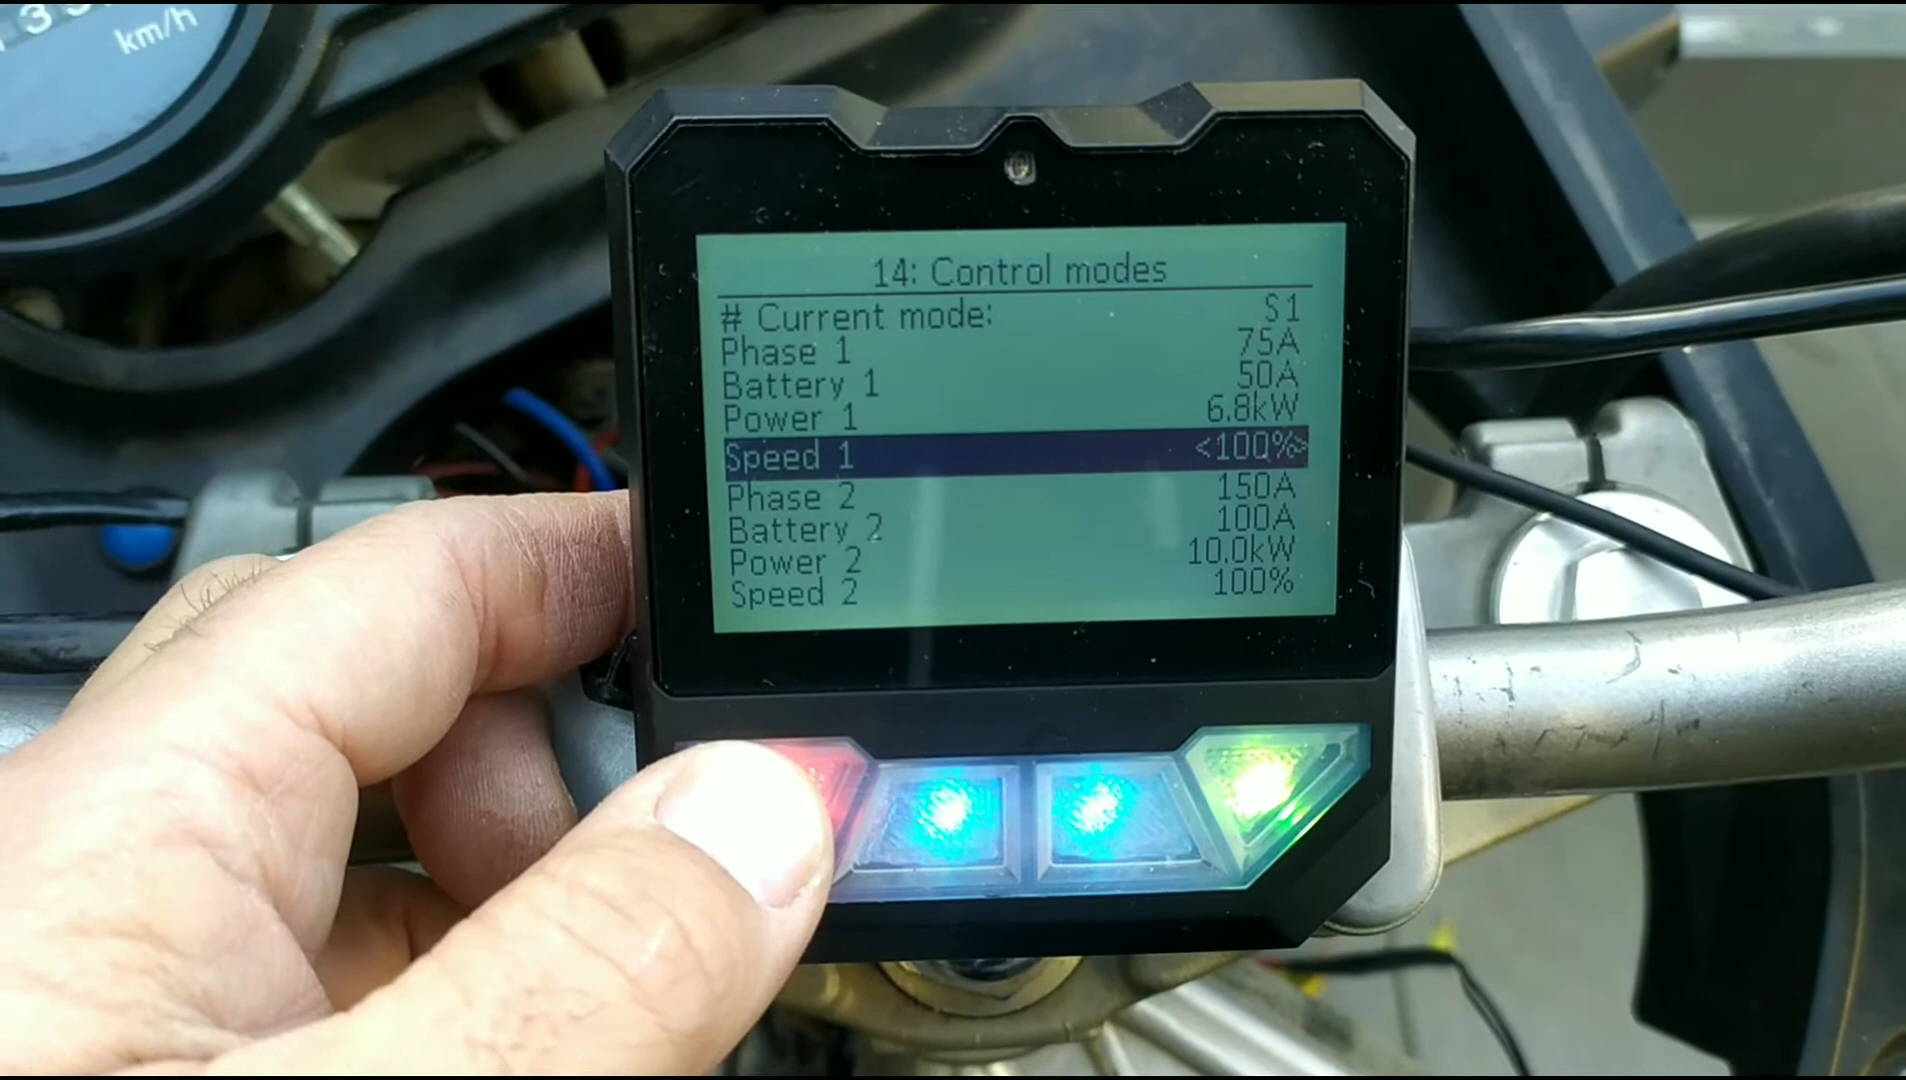 km/h
14: Control modes
# Current mode: S1
Phase 1 75A
Battery 1 50A
Power 1 6.8kW
Speed 1 <100%>
Phase 2 150A
Battery 2 100A
Power 2 10.0kW
Speed 2 100%